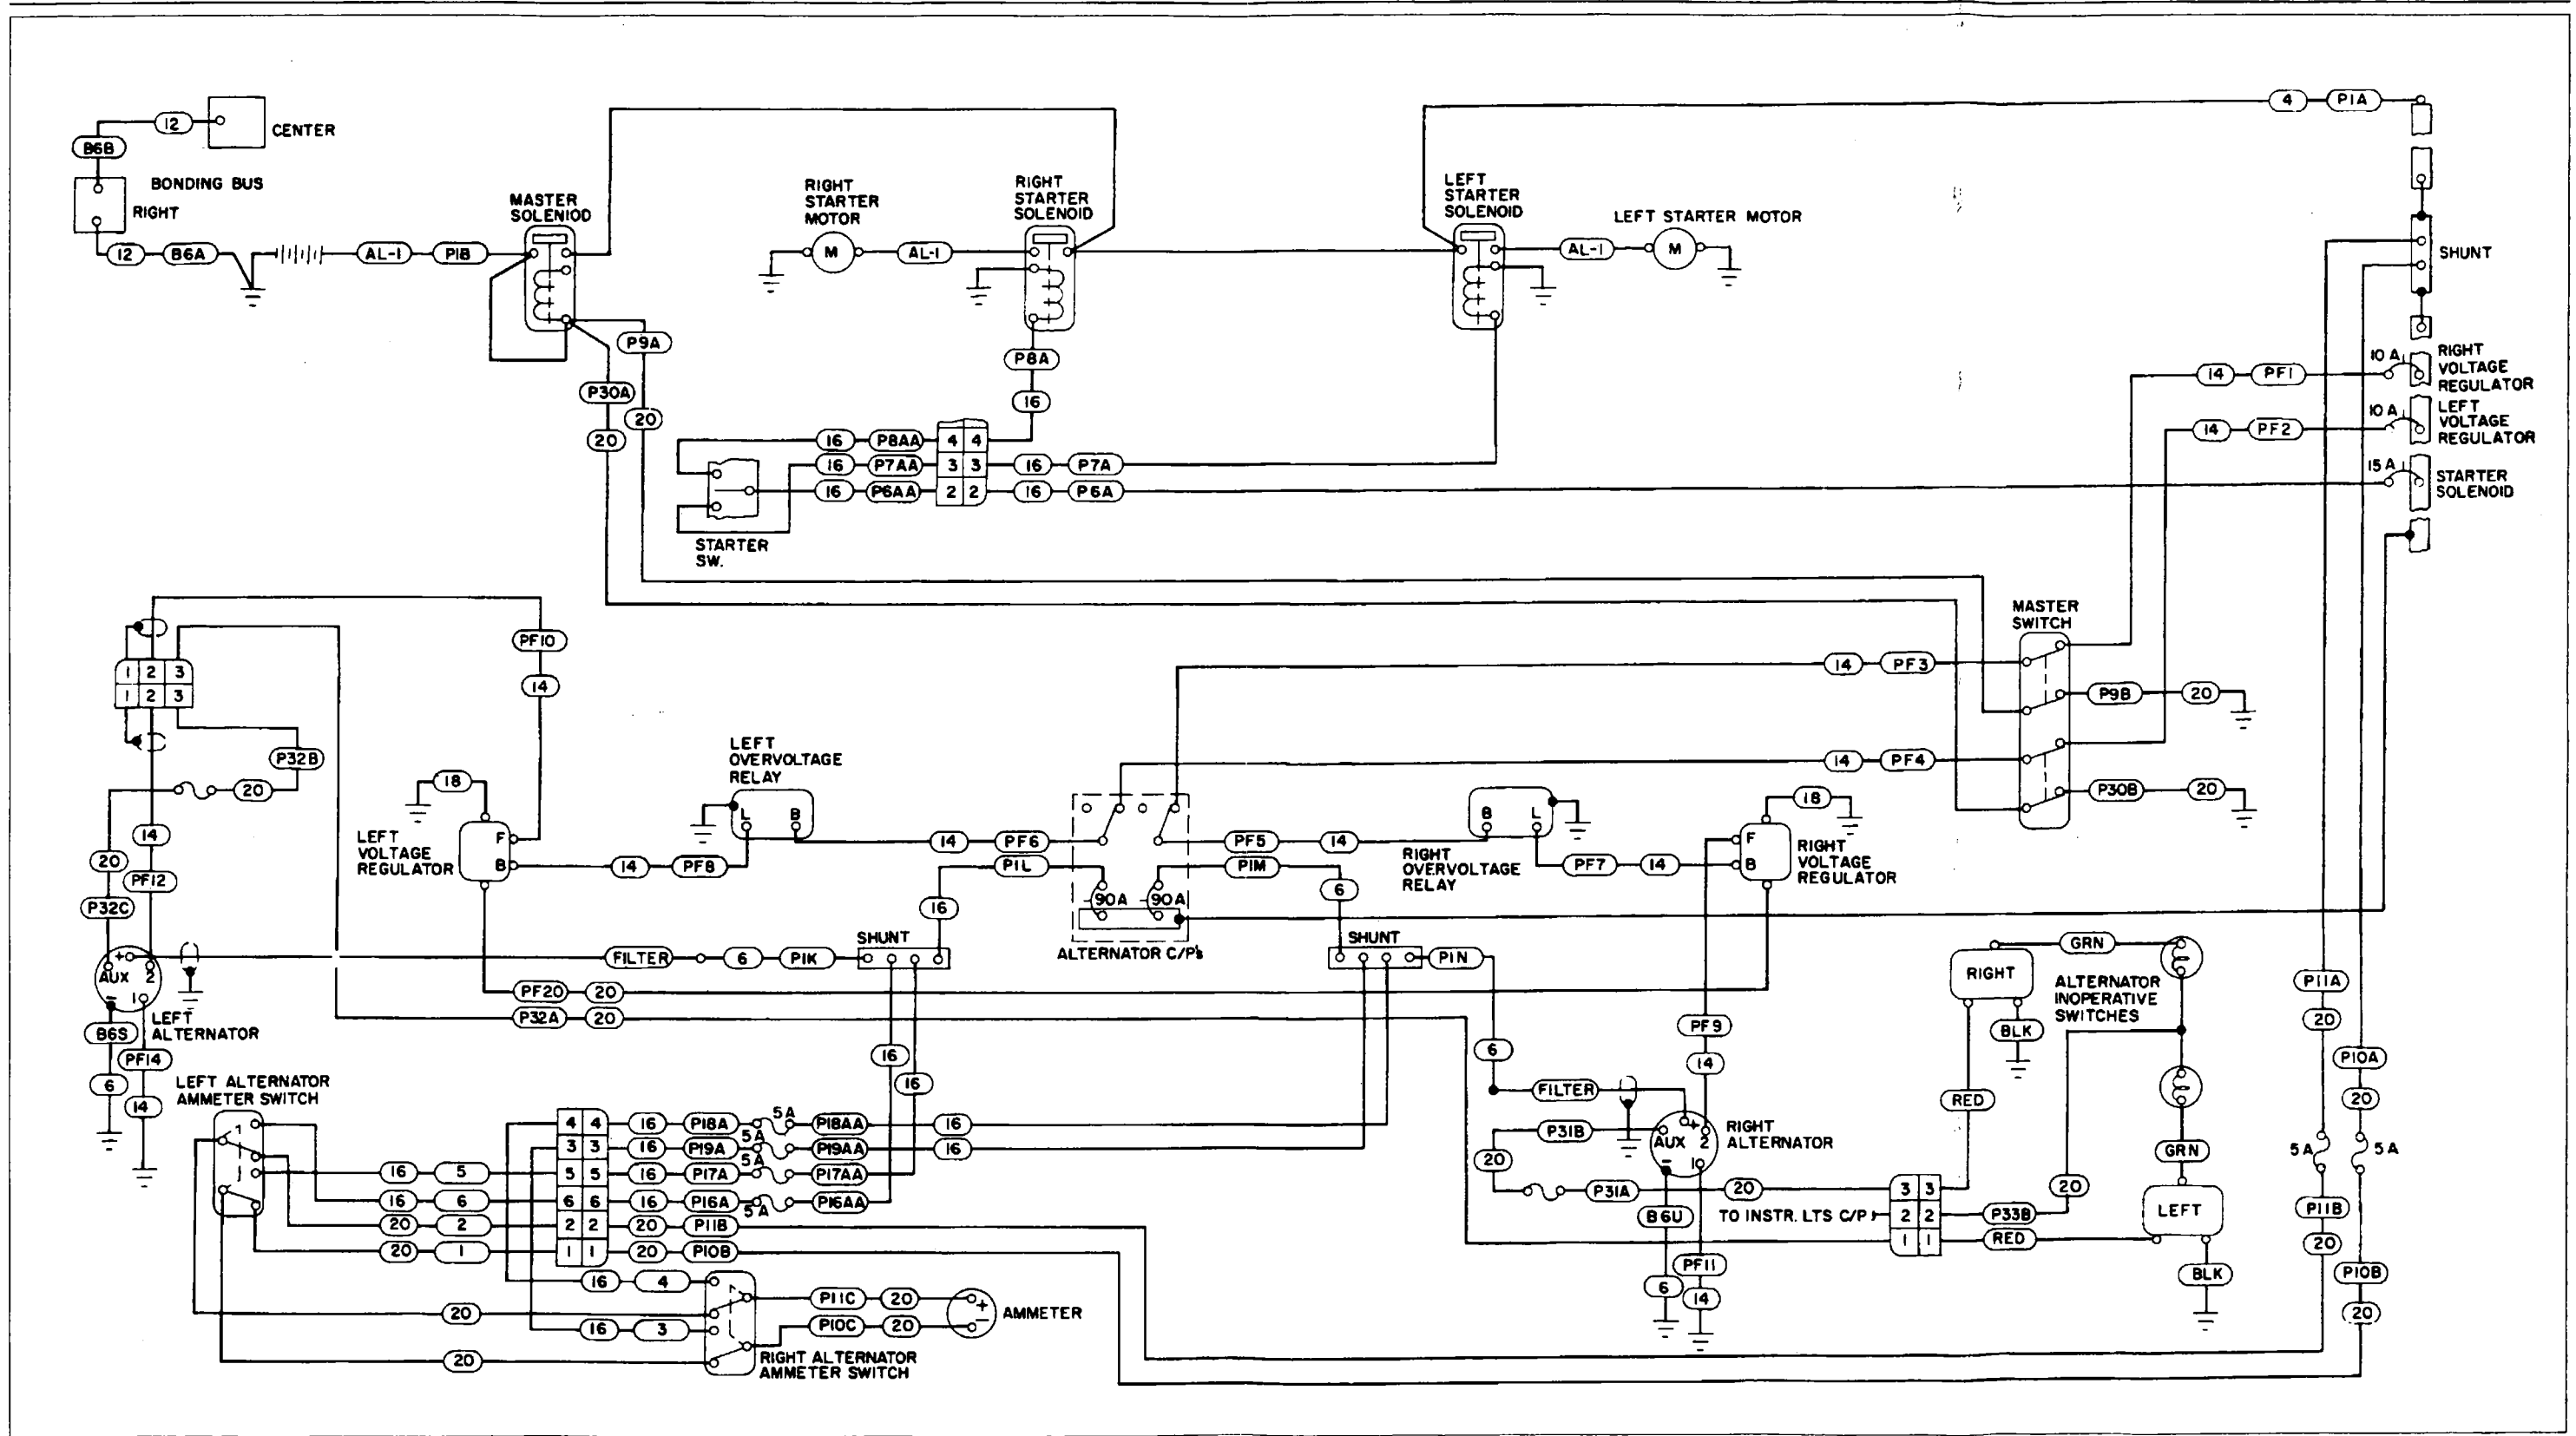 4
P1A
12
CENTER
B6B
BONDING BUS
RIGHT
12
B6A
AL-1
P1B
MASTER
SOLENIOD
RIGHT
STARTER
MOTOR
M
AL-1
RIGHT
STARTER
SOLENOID
LEFT
STARTER
SOLENOID
AL-1
LEFT STARTER MOTOR
M
SHUNT
P9A
P30A
20
20
P8A
16
16
P8AA
4 4
16
P7AA
3 3
16
P7A
16
P6AA
2 2
16
P6A
STARTER
SW.
14
PF1
10 A
RIGHT
VOLTAGE
REGULATOR
14
PF2
10 A
LEFT
VOLTAGE
REGULATOR
15 A
STARTER
SOLENOID
MASTER
SWITCH
1 2 3
1 2 3
PF10
14
14
PF3
P9B
20
14
PF4
P30B
20
P32B
20
18
14
20
PF12
P32C
LEFT
VOLTAGE
REGULATOR
F
B
14
PF8
LEFT
OVERVOLTAGE
RELAY
L B
14
PF6
P1L
16
90A
90A
ALTERNATOR C/P's
PF5
14
P1M
6
B L
RIGHT
OVERVOLTAGE
RELAY
PF7
14
18
F
B
RIGHT
VOLTAGE
REGULATOR
+
AUX 2
-
1
LEFT
ALTERNATOR
FILTER
6
P1K
SHUNT
SHUNT
P1N
PF20
20
P32A
20
B6S
6
PF14
14
16
16
6
PF9
14
FILTER
P31B
20
P31A
20
+
AUX 2
-
1
RIGHT
ALTERNATOR
B6U
6
PF11
14
RIGHT
GRN
BLK
RED
ALTERNATOR
INOPERATIVE
SWITCHES
GRN
20
LEFT
BLK
3 3
TO INSTR. LTS C/P
2 2
P33B
1 1
RED
P11A
20
P10A
20
5A
5A
P11B
20
P10B
20
LEFT ALTERNATOR
AMMETER SWITCH
4 4
16
P18A
5A
P18AA
16
3 3
16
P19A
5A
P19AA
16
16
5
5 5
16
P17A
5A
P17AA
16
6
6 6
16
P16A
5A
P16AA
20
2
2 2
20
P11B
20
1
1 1
20
P10B
16
4
20
16
3
20
P11C
20
+
P10C
20
-
AMMETER
RIGHT ALTERNATOR
AMMETER SWITCH